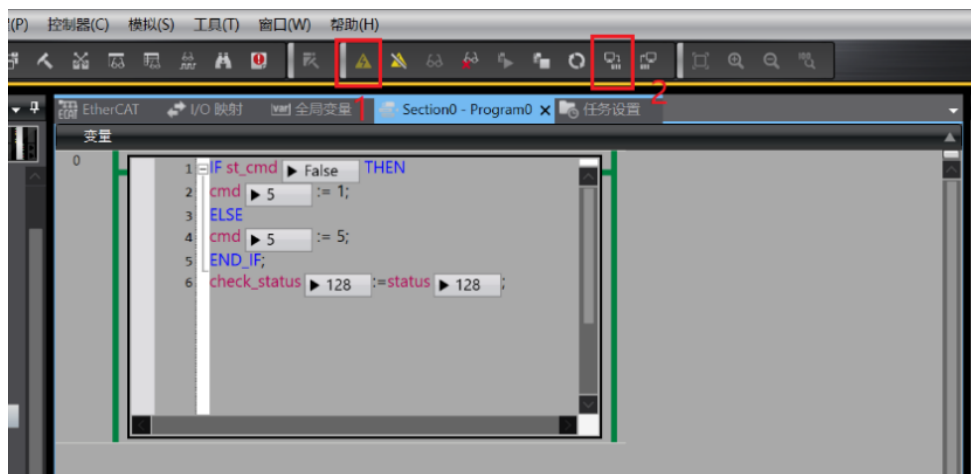 (P) 控制器(C) 模拟(S) 工具(T) 窗口(W) 帮助(H)
EtherCAT I/O 映射 var 全局变量 1 Section0 - Program0 任务设置 2
变量
0
1 IF st_cmd False THEN
2 cmd 5 := 1;
3 ELSE
4 cmd 5 := 5;
5 END_IF;
6 check_status 128 :=status 128 ;